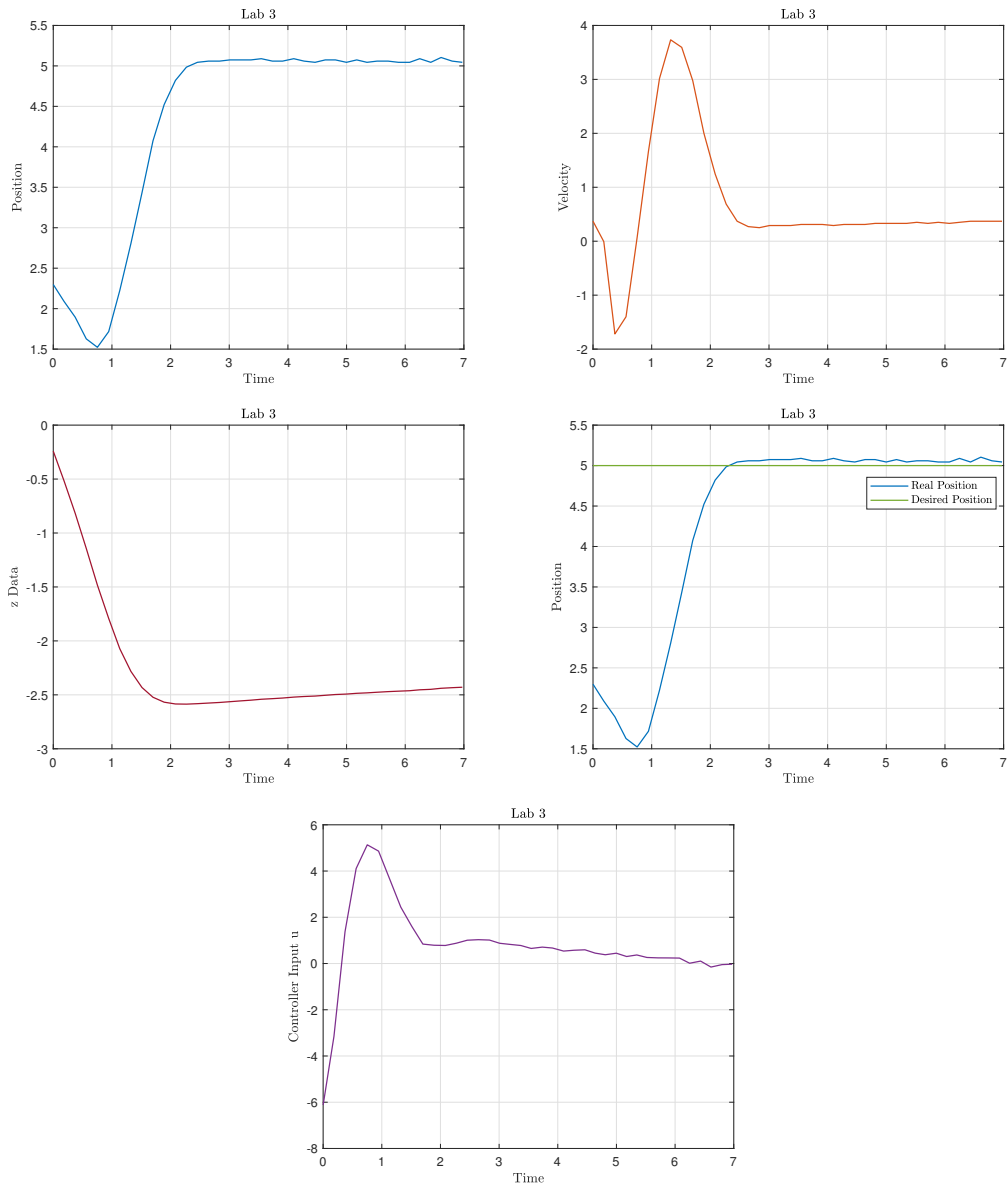 Lab 3
5.5
5
4.5
4
3.5
3
2.5
2
1.5
Position
0 1 2 3 4 5 6 7
Time
Lab 3
4
3
2
1
0
-1
-2
Velocity
0 1 2 3 4 5 6 7
Time
Lab 3
0
-0.5
-1
-1.5
-2
-2.5
-3
z Data
0 1 2 3 4 5 6 7
Time
Lab 3
5.5
5
4.5
4
3.5
3
2.5
2
1.5
Position
Real Position
Desired Position
0 1 2 3 4 5 6 7
Time
Lab 3
6
4
2
0
-2
-4
-6
-8
Controller Input u
0 1 2 3 4 5 6 7
Time